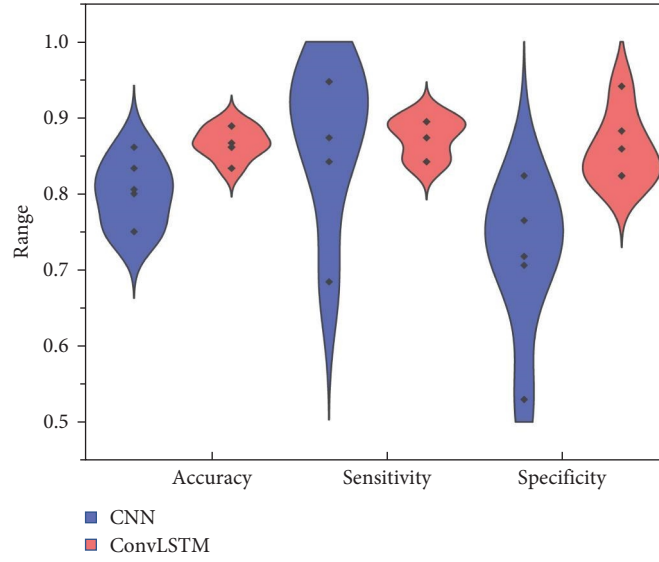 Range
1.0
0.9
0.8
0.7
0.6
0.5
Accuracy
Sensitivity
Specificity
CNN
ConvLSTM